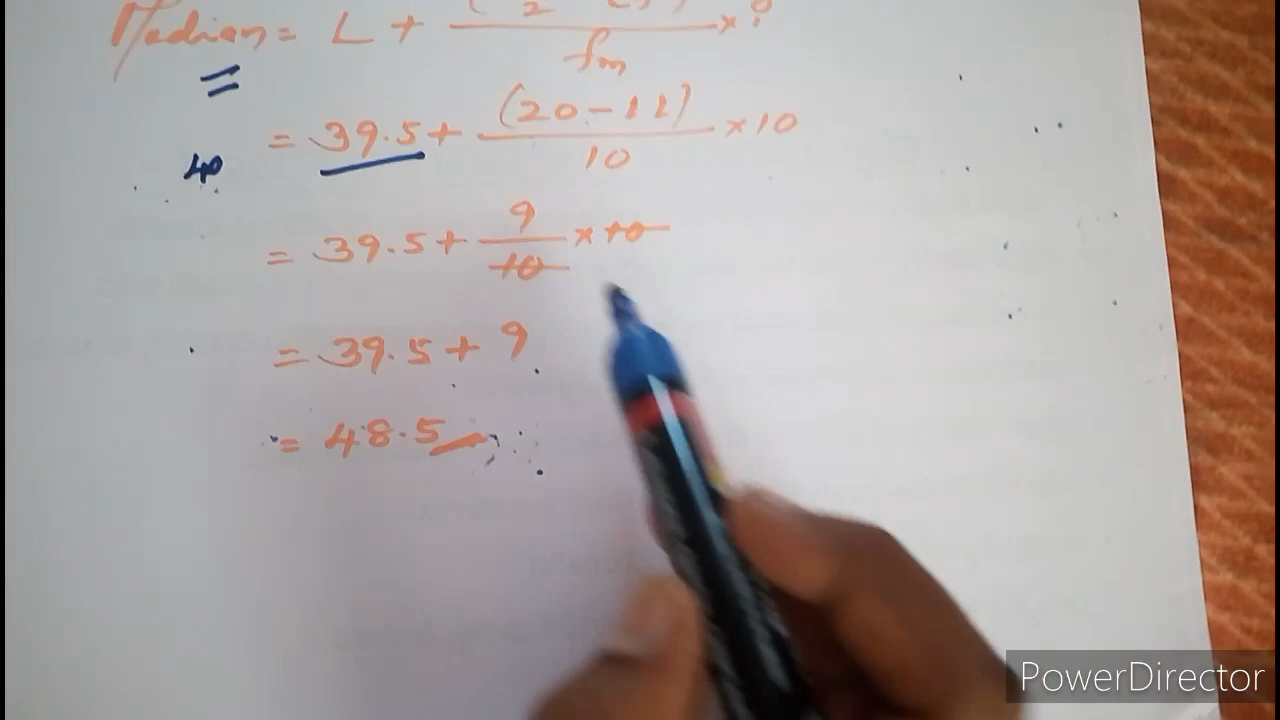 Median = L + ( 2 ) / fm ×
= 39.5 + (20 - 11) / 10 × 10
40
= 39.5 + 9 / 10 × 10
= 39.5 + 9
= 48.5
PowerDirector